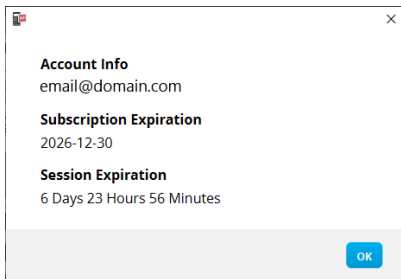 Account Info
email@domain.com
Subscription Expiration
2026-12-30
Session Expiration
6 Days 23 Hours 56 Minutes
OK